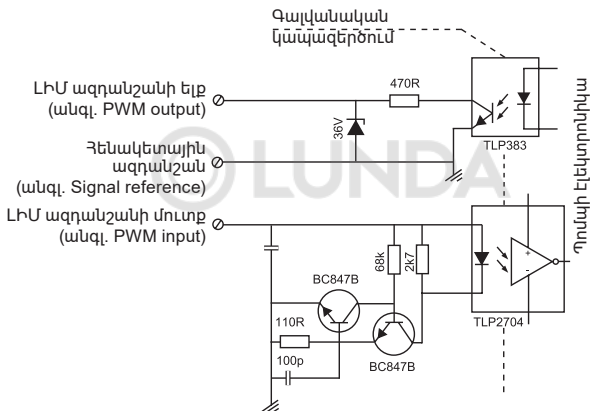 Գալվանական
կապազերծում
ԼԻՄ ազդանշանի ելք
(անգլ. PWM output)
470R
36V
TLP383
Հենակետային
ազդանշան
(անգլ. Signal reference)
ԼԻՄ ազդանշանի մուտք
(անգլ. PWM input)
Պոմպի էլեկտրոնիկա
LUNDA
68k
2k7
BC847B
110R
100p
BC847B
TLP2704
+
-